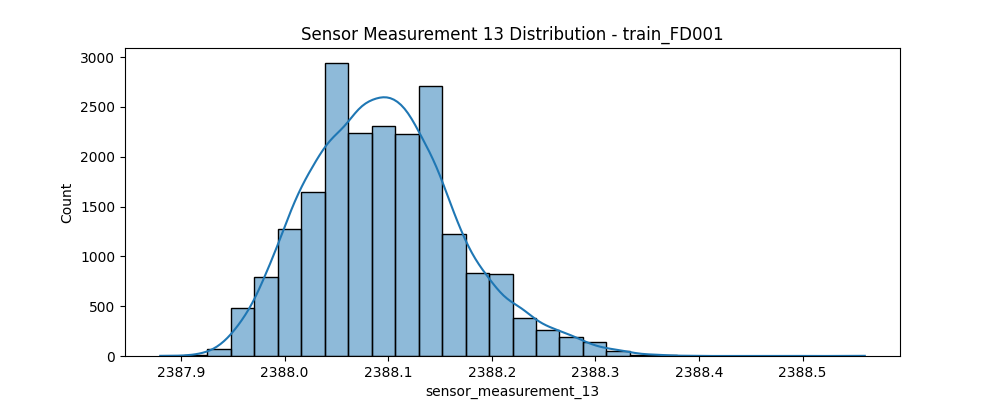 Sensor Measurement 13 Distribution - train_FD001
3000
2500
2000
1500
1000
500
0
Count
2387.9 2388.0 2388.1 2388.2 2388.3 2388.4 2388.5
sensor_measurement_13